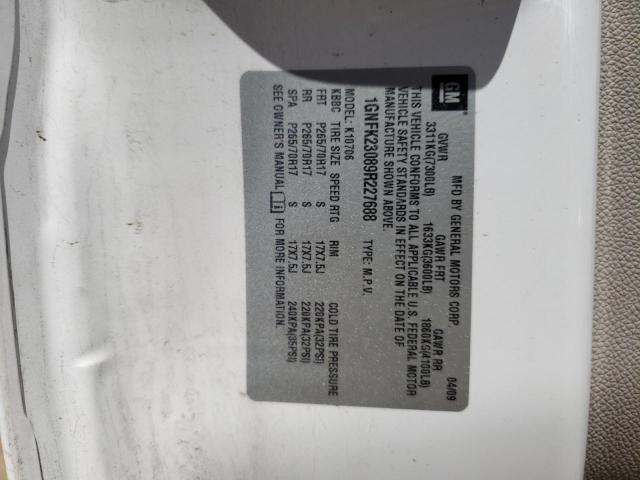 GM
MFD BY GENERAL MOTORS CORP 04/09
GVWR GAWR FRT GAWR RR
3311KG(7300LB) 1633KG(3600LB) 1860KG(4100LB)
THIS VEHICLE CONFORMS TO ALL APPLICABLE U.S. FEDERAL MOTOR
VEHICLE SAFETY STANDARDS IN EFFECT ON THE DATE OF
MANUFACTURE SHOWN ABOVE.
1GNFK23089R227688 TYPE: M.P.V.
MODEL: K10706
KBBC TIRE SIZE SPEED RTG RIM COLD TIRE PRESSURE
FRT P265/70R17 S 17X7.5J 220KPA(32PSI)
RR P265/70R17 S 17X7.5J 220KPA(32PSI)
SPA P265/70R17 S 17X7.5J 240KPA(35PSI)
SEE OWNER'S MANUAL FOR MORE INFORMATION.